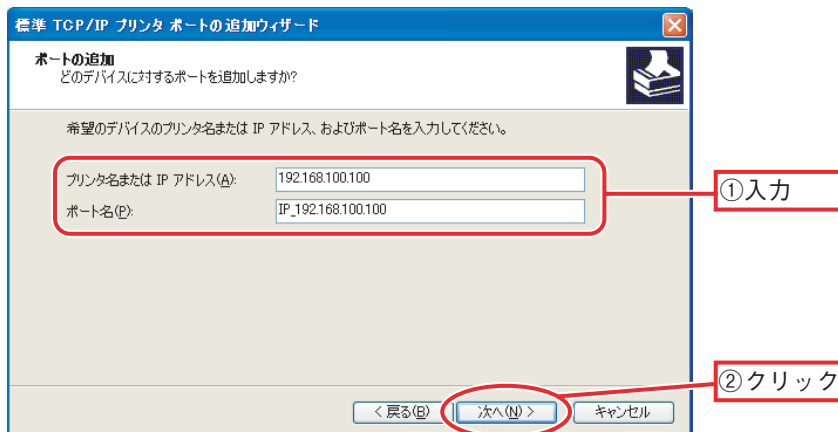 標準 TCP/IP プリンタ ポートの追加ウィザード
ポートの追加
どのデバイスに対するポートを追加しますか?
希望のデバイスのプリンタ名または IP アドレス、およびポート名を入力してください。
プリンタ名または IP アドレス(A): 192.168.100.100
ポート名(P): IP_192.168.100.100
①入力
②クリック
< 戻る(B) 次へ(N) > キャンセル